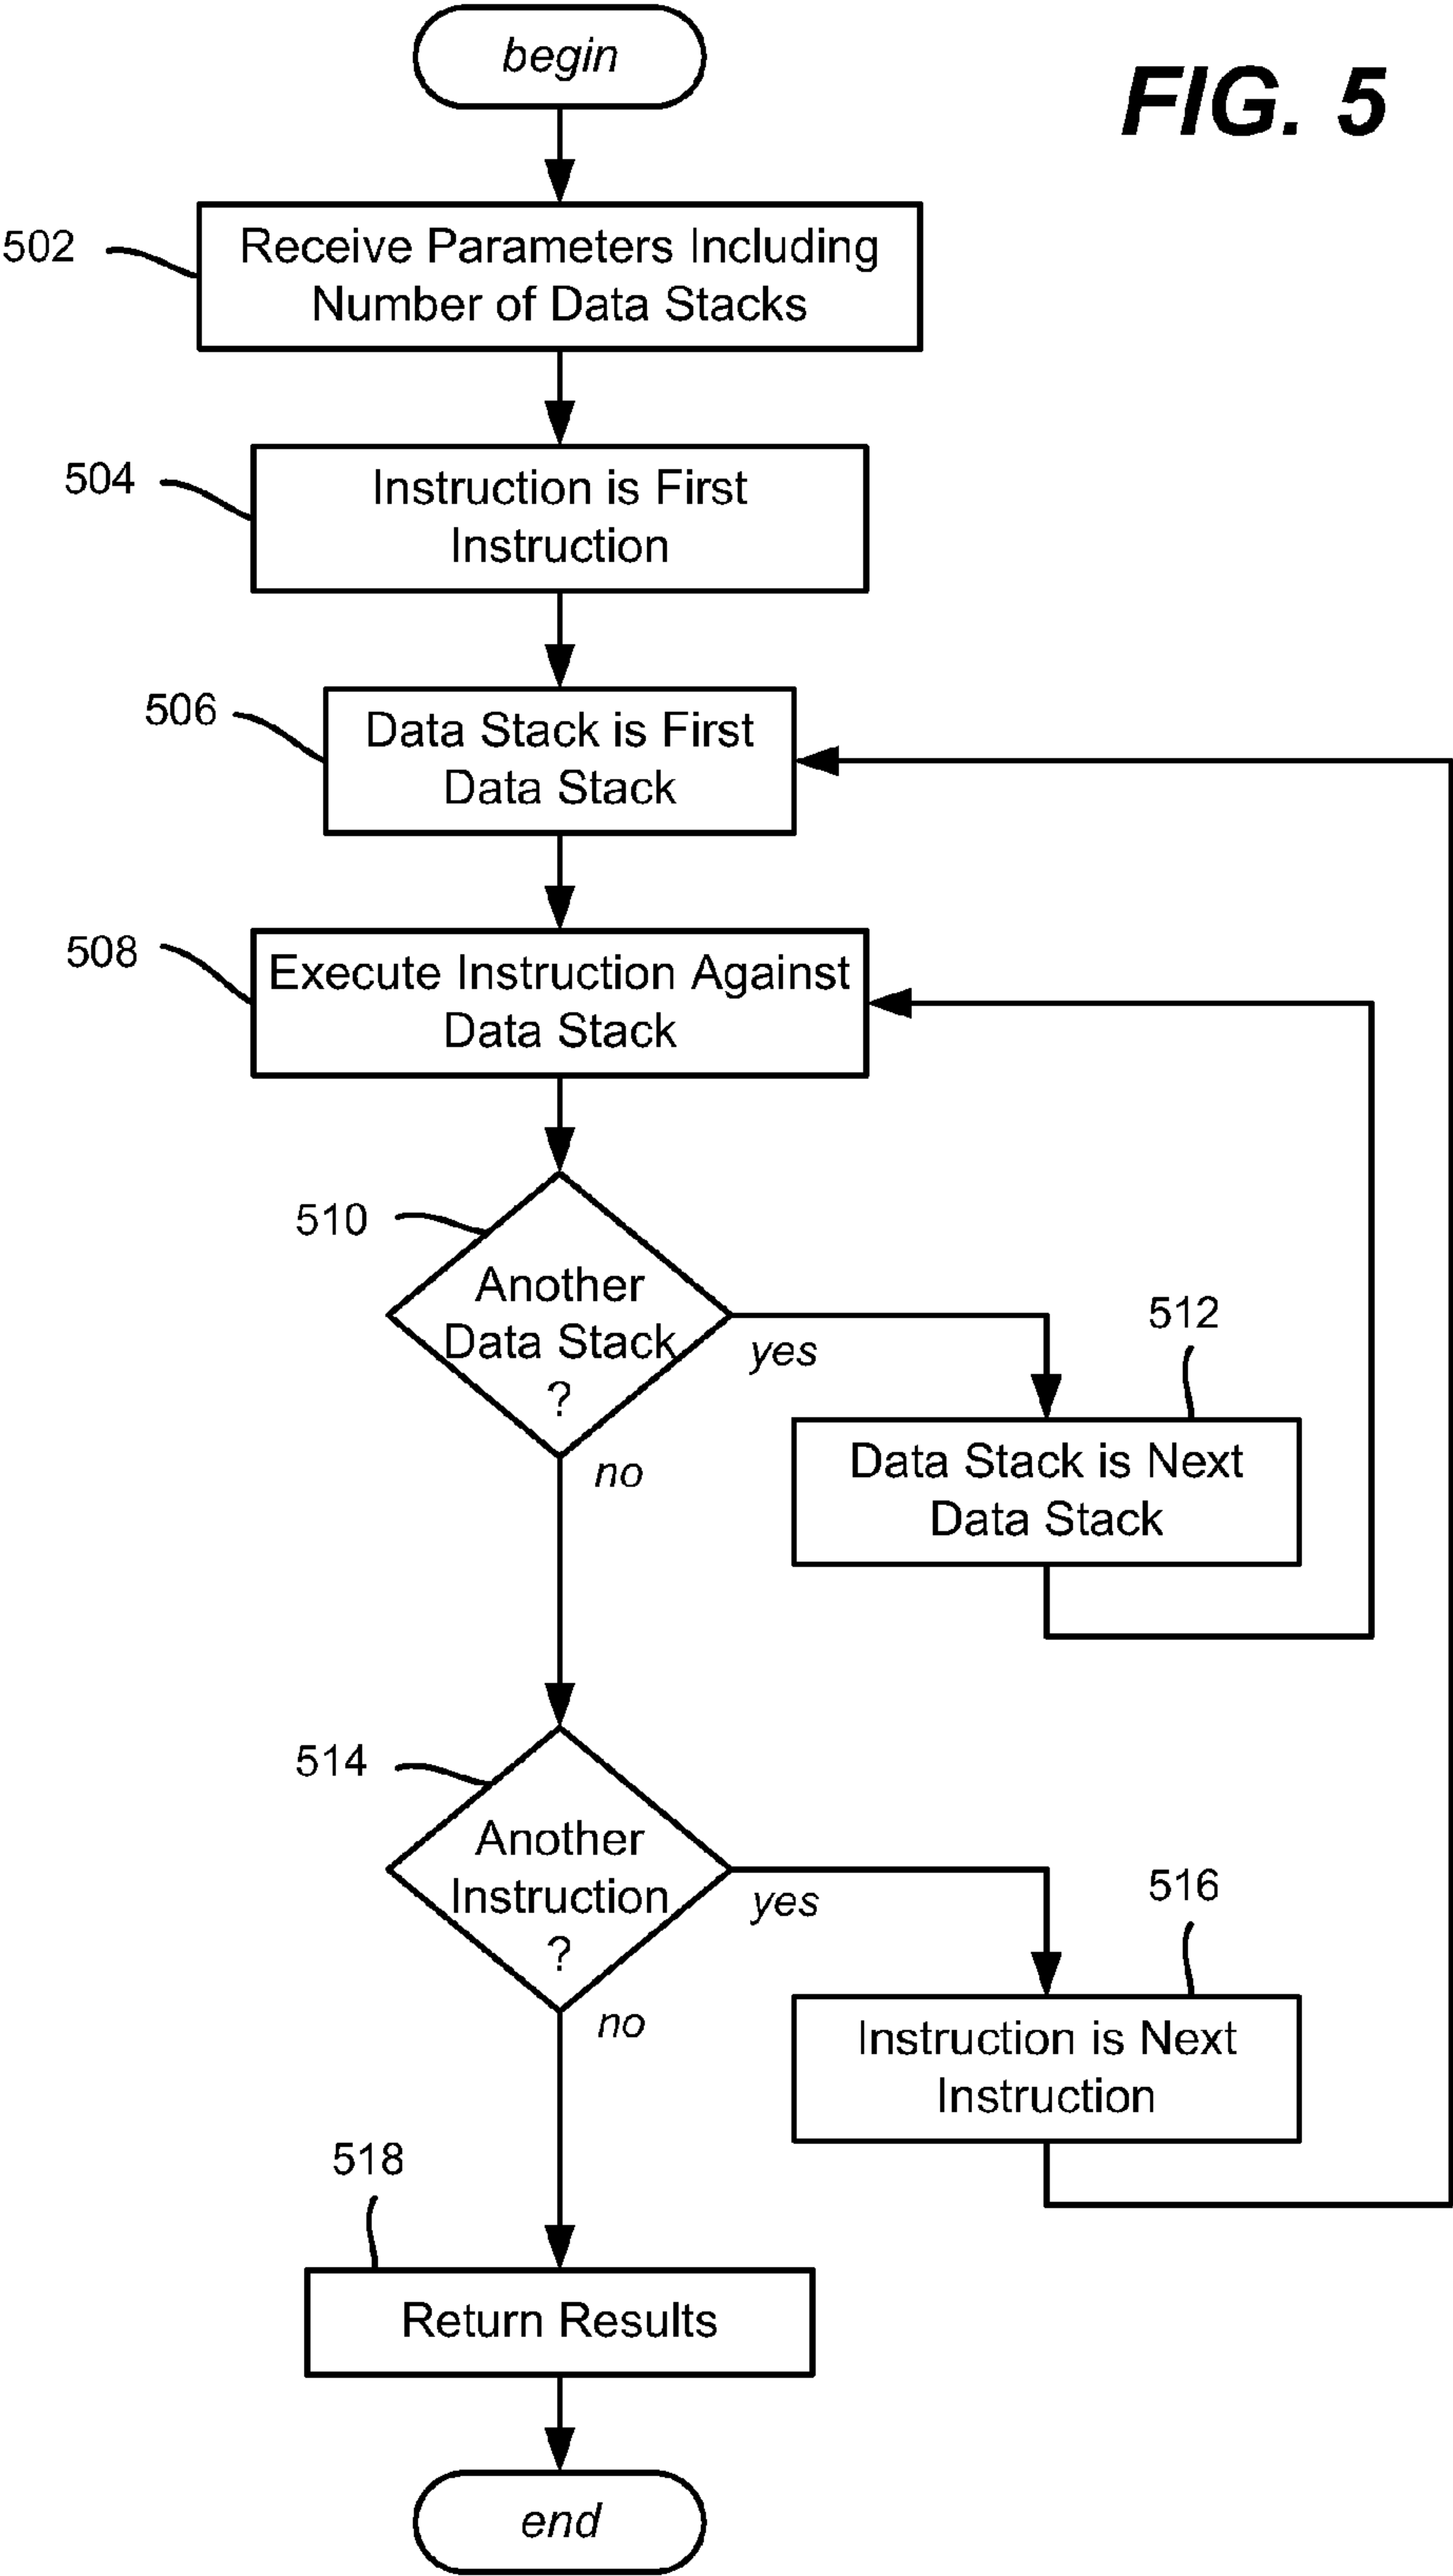 begin
FIG. 5
502
Receive Parameters Including
Number of Data Stacks
504
Instruction is First
Instruction
506
Data Stack is First
Data Stack
508
Execute Instruction Against
Data Stack
510
Another
Data Stack
?
yes
no
512
Data Stack is Next
Data Stack
514
Another
Instruction
?
yes
no
516
Instruction is Next
Instruction
518
Return Results
end